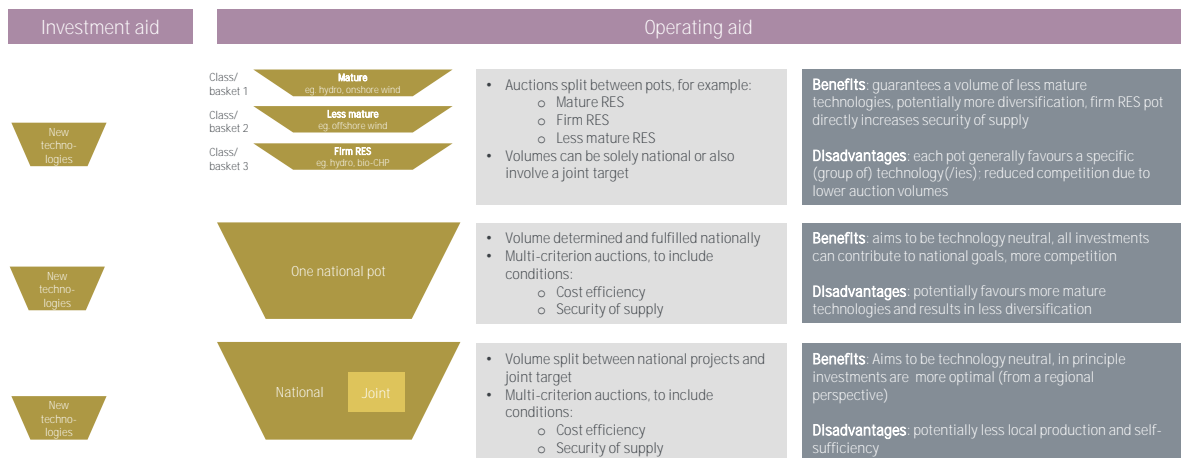 Investment aid
Operating aid
New
techno-
logies
Class/
basket 1
Mature
eg. hydro, onshore wind
Class/
basket 2
Less mature
eg. offshore wind
Class/
basket 3
Firm RES
eg. hydro, bio-CHP
• Auctions split between pots, for example:
o Mature RES
o Firm RES
o Less mature RES
• Volumes can be solely national or also
involve a joint target
Benefits: guarantees a volume of less mature
technologies, potentially more diversification, firm RES pot
directly increases security of supply
Disadvantages: each pot generally favours a specific
(group of) technology(/ies); reduced competition due to
lower auction volumes
New
techno-
logies
One national pot
• Volume determined and fulfilled nationally
• Multi-criterion auctions, to include
conditions:
o Cost efficiency
o Security of supply
Benefits: aims to be technology neutral, all investments
can contribute to national goals, more competition
Disadvantages: potentially favours more mature
technologies and results in less diversification
New
techno-
logies
National
Joint
• Volume split between national projects and
joint target
• Multi-criterion auctions, to include
conditions:
o Cost efficiency
o Security of supply
Benefits: Aims to be technology neutral, in principle
investments are more optimal (from a regional
perspective)
Disadvantages: potentially less local production and self-
sufficiency